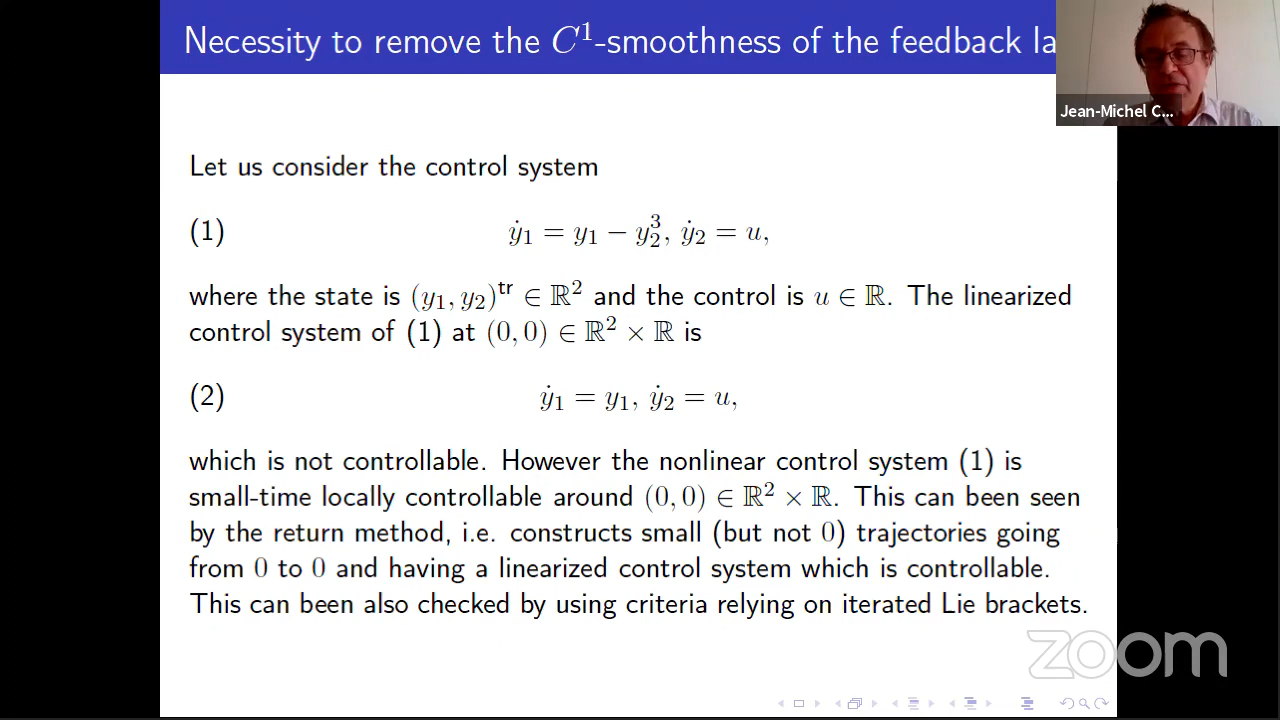 Necessity to remove the C¹-smoothness of the feedback la
Jean-Michel C...
Let us consider the control system
(1) ẏ₁ = y₁ − y₂³, ẏ₂ = u,
where the state is (y₁, y₂)ᵗʳ ∈ ℝ² and the control is u ∈ ℝ. The linearized
control system of (1) at (0, 0) ∈ ℝ² × ℝ is
(2) ẏ₁ = y₁, ẏ₂ = u,
which is not controllable. However the nonlinear control system (1) is
small-time locally controllable around (0, 0) ∈ ℝ² × ℝ. This can been seen
by the return method, i.e. constructs small (but not 0) trajectories going
from 0 to 0 and having a linearized control system which is controllable.
This can been also checked by using criteria relying on iterated Lie brackets.
zoom